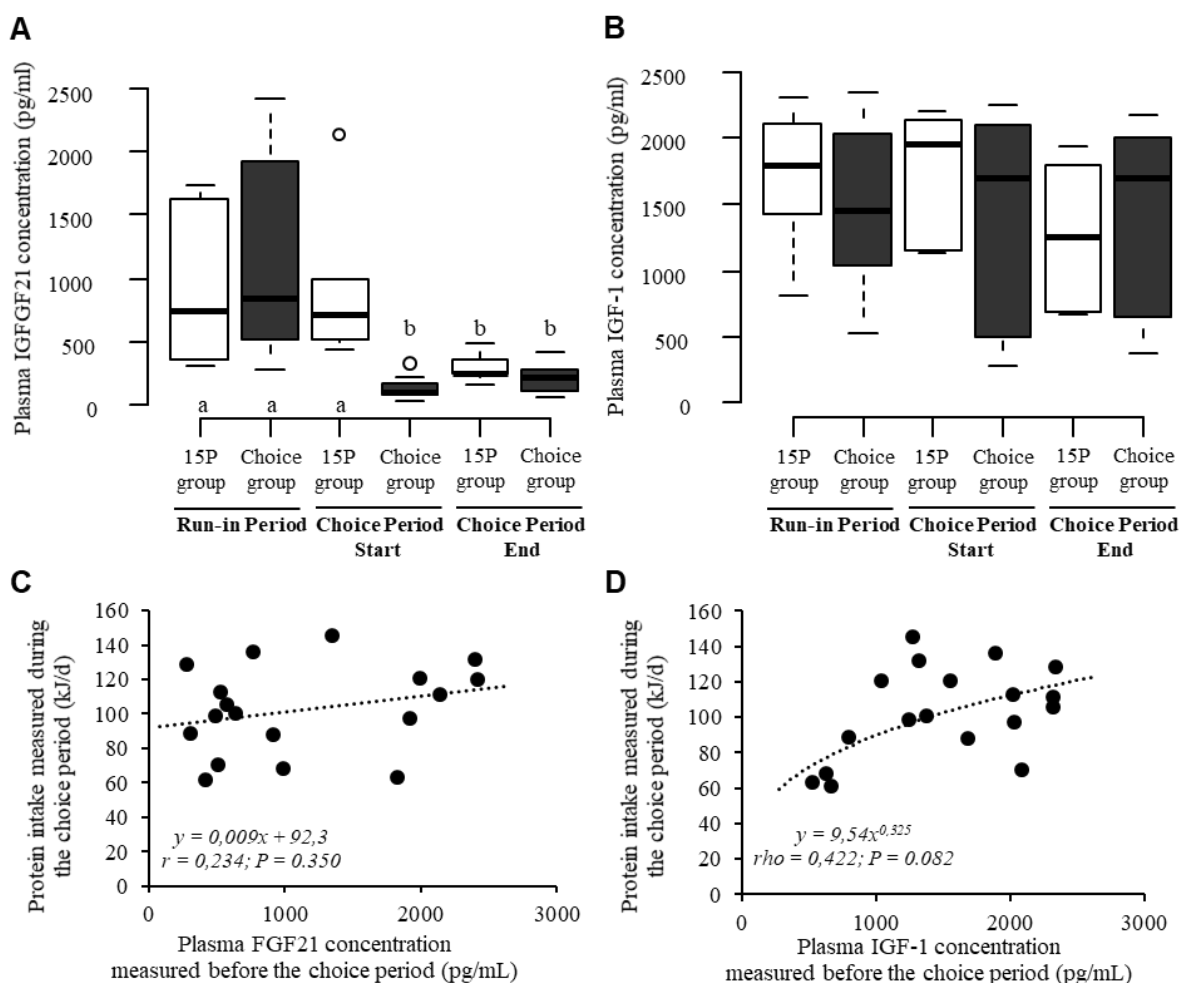 A
Plasma IGFGF21 concentration (pg/ml)
2500
2000
1500
1000
500
0
a
a
a
b
b
b
15P
group
Choice
group
15P
group
Choice
group
15P
group
Choice
group
Run-in Period
Choice Period
Start
Choice Period
End
B
Plasma IGF-1 concentration (pg/ml)
2500
2000
1500
1000
500
0
15P
group
Choice
group
15P
group
Choice
group
15P
group
Choice
group
Run-in Period
Choice Period
Start
Choice Period
End
C
Protein intake measured during
the choice period (kJ/d)
160
140
120
100
80
60
40
20
0
y = 0,009x + 92,3
r = 0,234; P = 0.350
0
1000
2000
3000
Plasma FGF21 concentration
measured before the choice period (pg/mL)
D
Protein intake measured during
the choice period (kJ/d)
160
140
120
100
80
60
40
20
0
y = 9,54x^0,325
rho = 0,422; P = 0.082
0
1000
2000
3000
Plasma IGF-1 concentration
measured before the choice period (pg/mL)